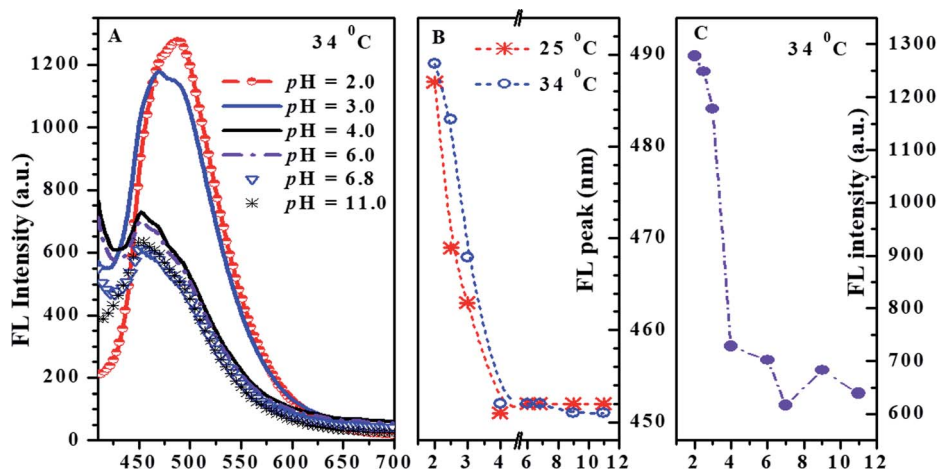 A
34 ⁰C
pH = 2.0
pH = 3.0
pH = 4.0
pH = 6.0
pH = 6.8
pH = 11.0
FL Intensity (a.u.)
1200
1000
800
600
400
200
0
450 500 550 600 650 700
B
25 ⁰C
34 ⁰C
FL peak (nm)
490
480
470
460
450
2 3 4 6 8 10 12
C
34 ⁰C
FL intensity (a.u.)
1300
1200
1100
1000
900
800
700
600
2 4 6 8 10 12